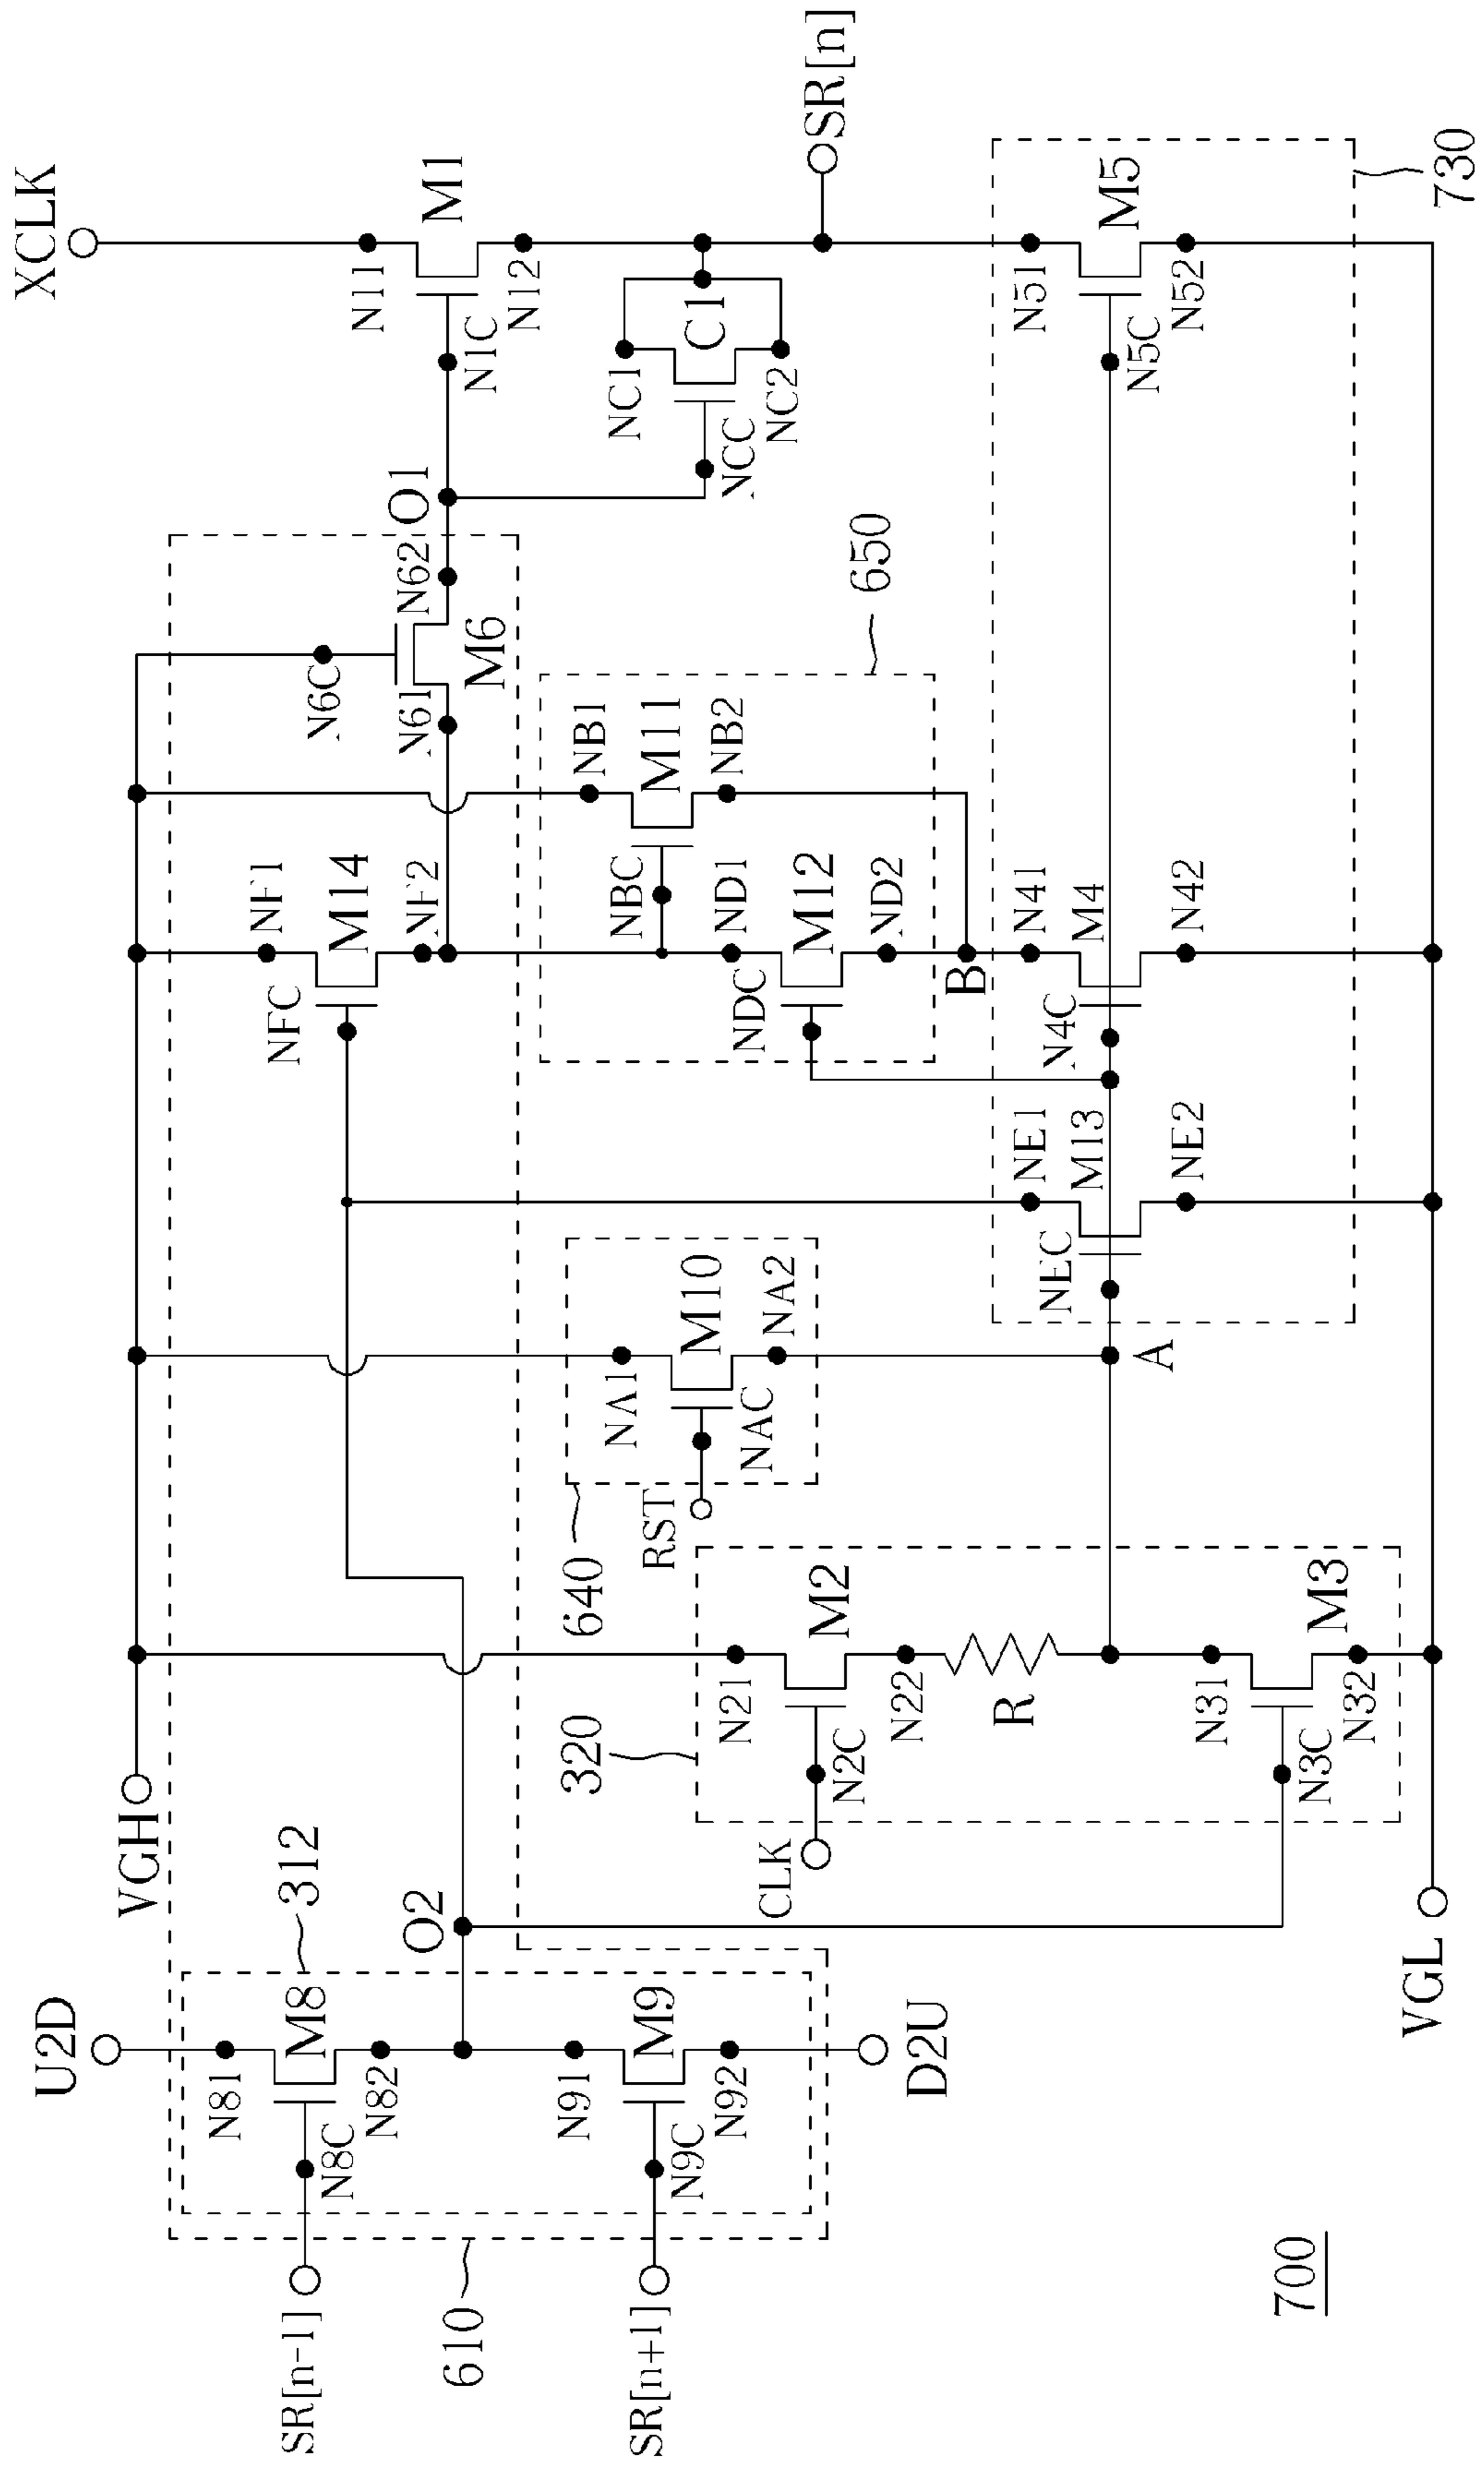 U2D
VGH
XCLK
N81
M8
312
N8C
N82
SR[n-1]
610
N91
M9
N9C
N92
SR[n+1]
D2U
O2
320
CLK
N21
M2
N2C
N22
R
N31
M3
N3C
N32
VGL
640
RST
NA1
M10
NAC
NA2
A
NFC
NF1
M14
NF2
N6C
N61
N62
M6
O1
NBC
NB1
M11
NB2
650
ND1
NDC
M12
ND2
B
NE1
NEC
M13
NE2
N41
N4C
M4
N42
N11
M1
N1C
N12
NC1
C1
NCC
NC2
SR[n]
N51
M5
N5C
N52
730
700